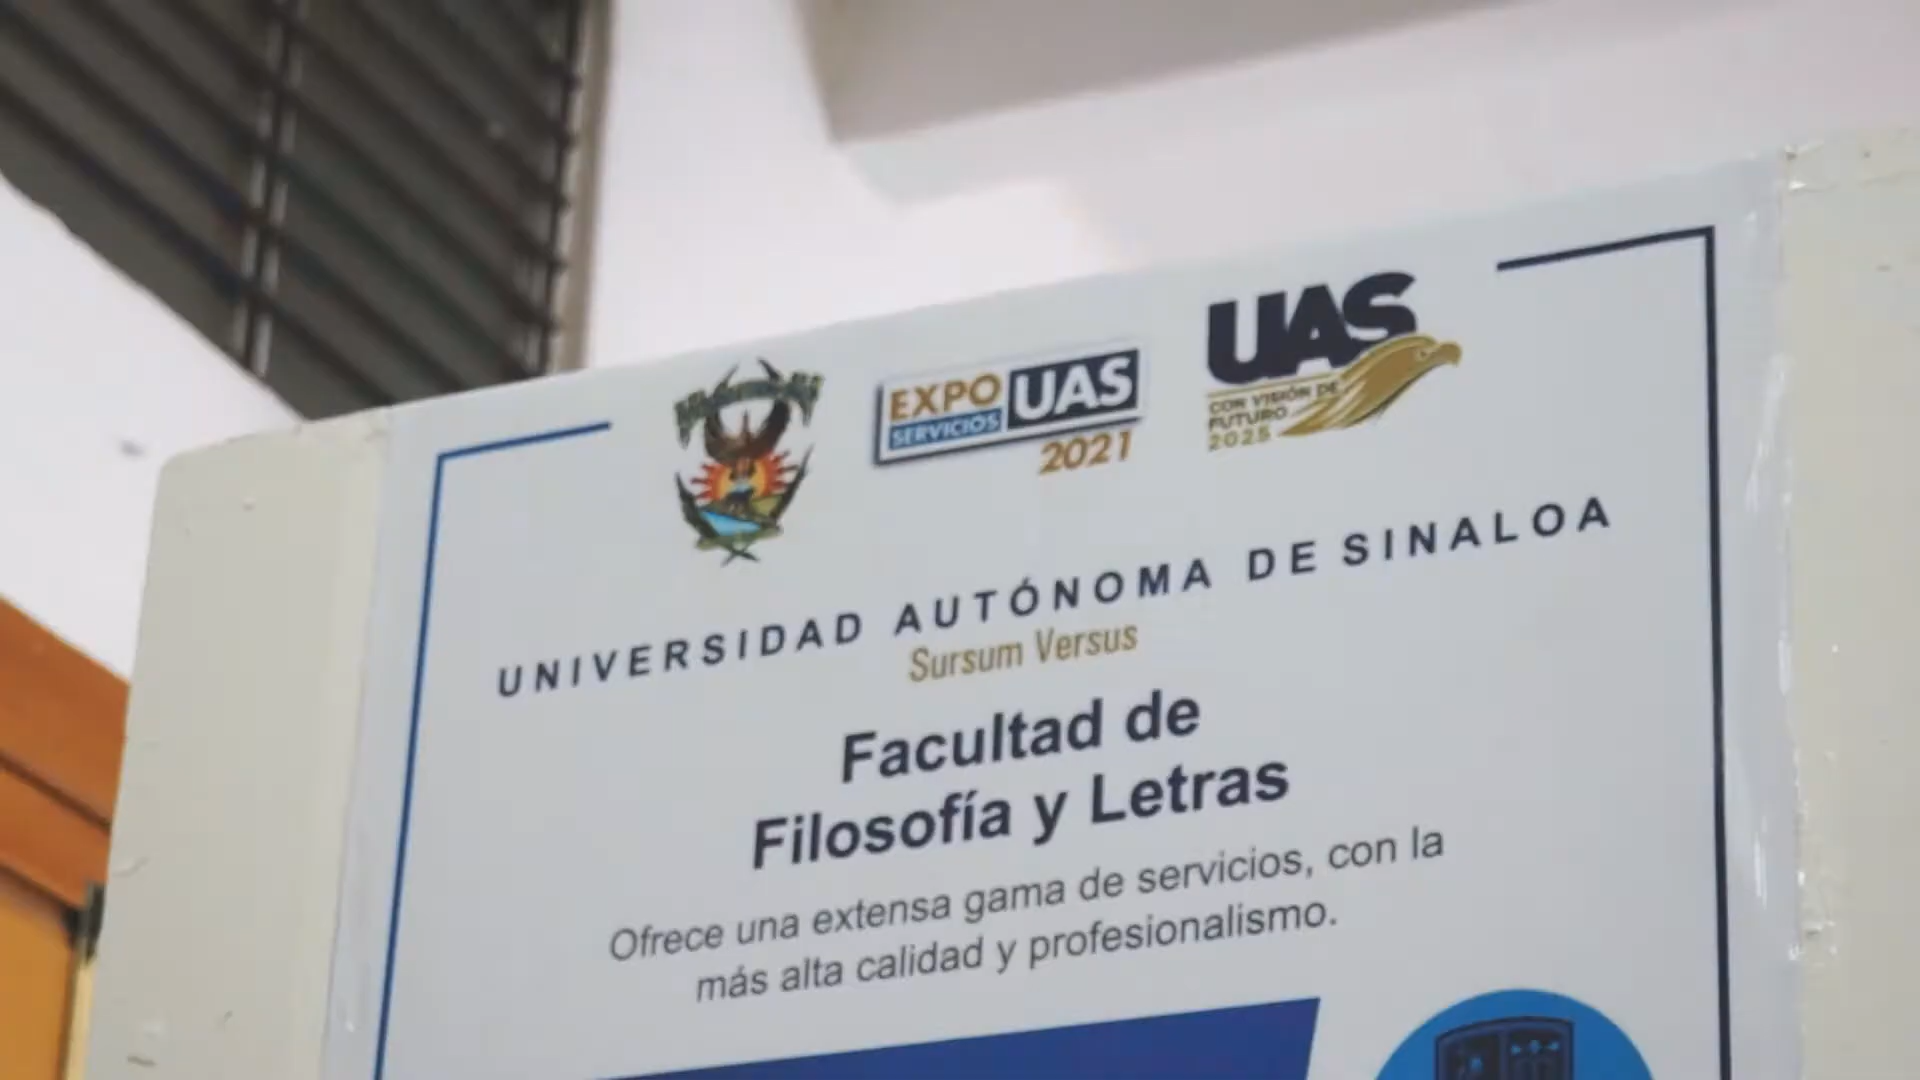 EXPO UAS
SERVICIOS
2021
UAS
CON VISIÓN DE
FUTURO
2025
UNIVERSIDAD AUTÓNOMA DE SINALOA
Sursum Versus
Facultad de
Filosofía y Letras
Ofrece una extensa gama de servicios, con la
más alta calidad y profesionalismo.